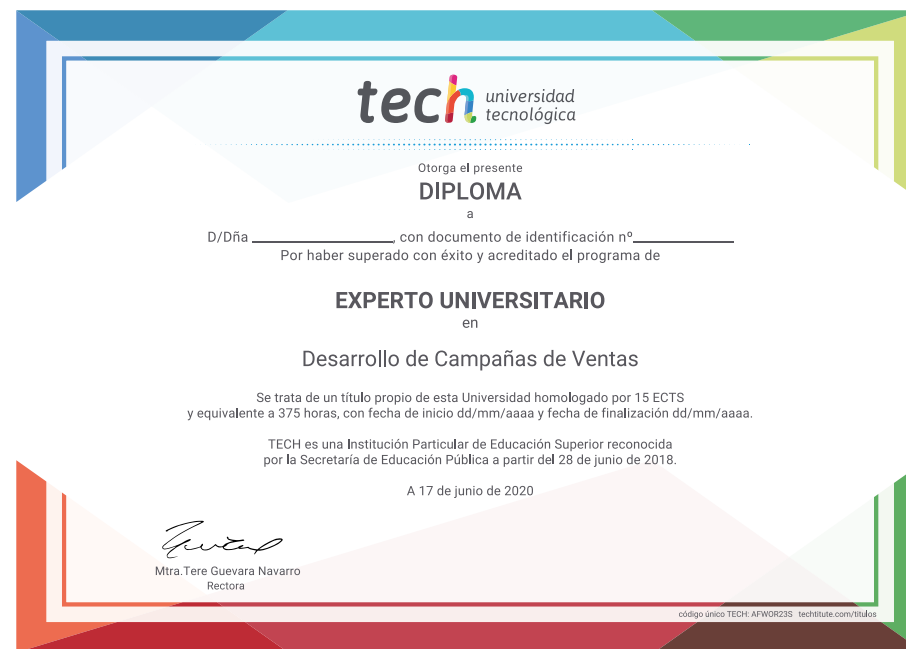 tech universidad
tecnológica
Otorga el presente
DIPLOMA
a
D/Dña ____________________, con documento de identificación nº______________
Por haber superado con éxito y acreditado el programa de
EXPERTO UNIVERSITARIO
en
Desarrollo de Campañas de Ventas
Se trata de un título propio de esta Universidad homologado por 15 ECTS
y equivalente a 375 horas, con fecha de inicio dd/mm/aaaa y fecha de finalización dd/mm/aaaa.
TECH es una Institución Particular de Educación Superior reconocida
por la Secretaría de Educación Pública a partir del 28 de junio de 2018.
A 17 de junio de 2020
Mtra.Tere Guevara Navarro
Rectora
código único TECH: AFWOR23S techtitute.com/titulos